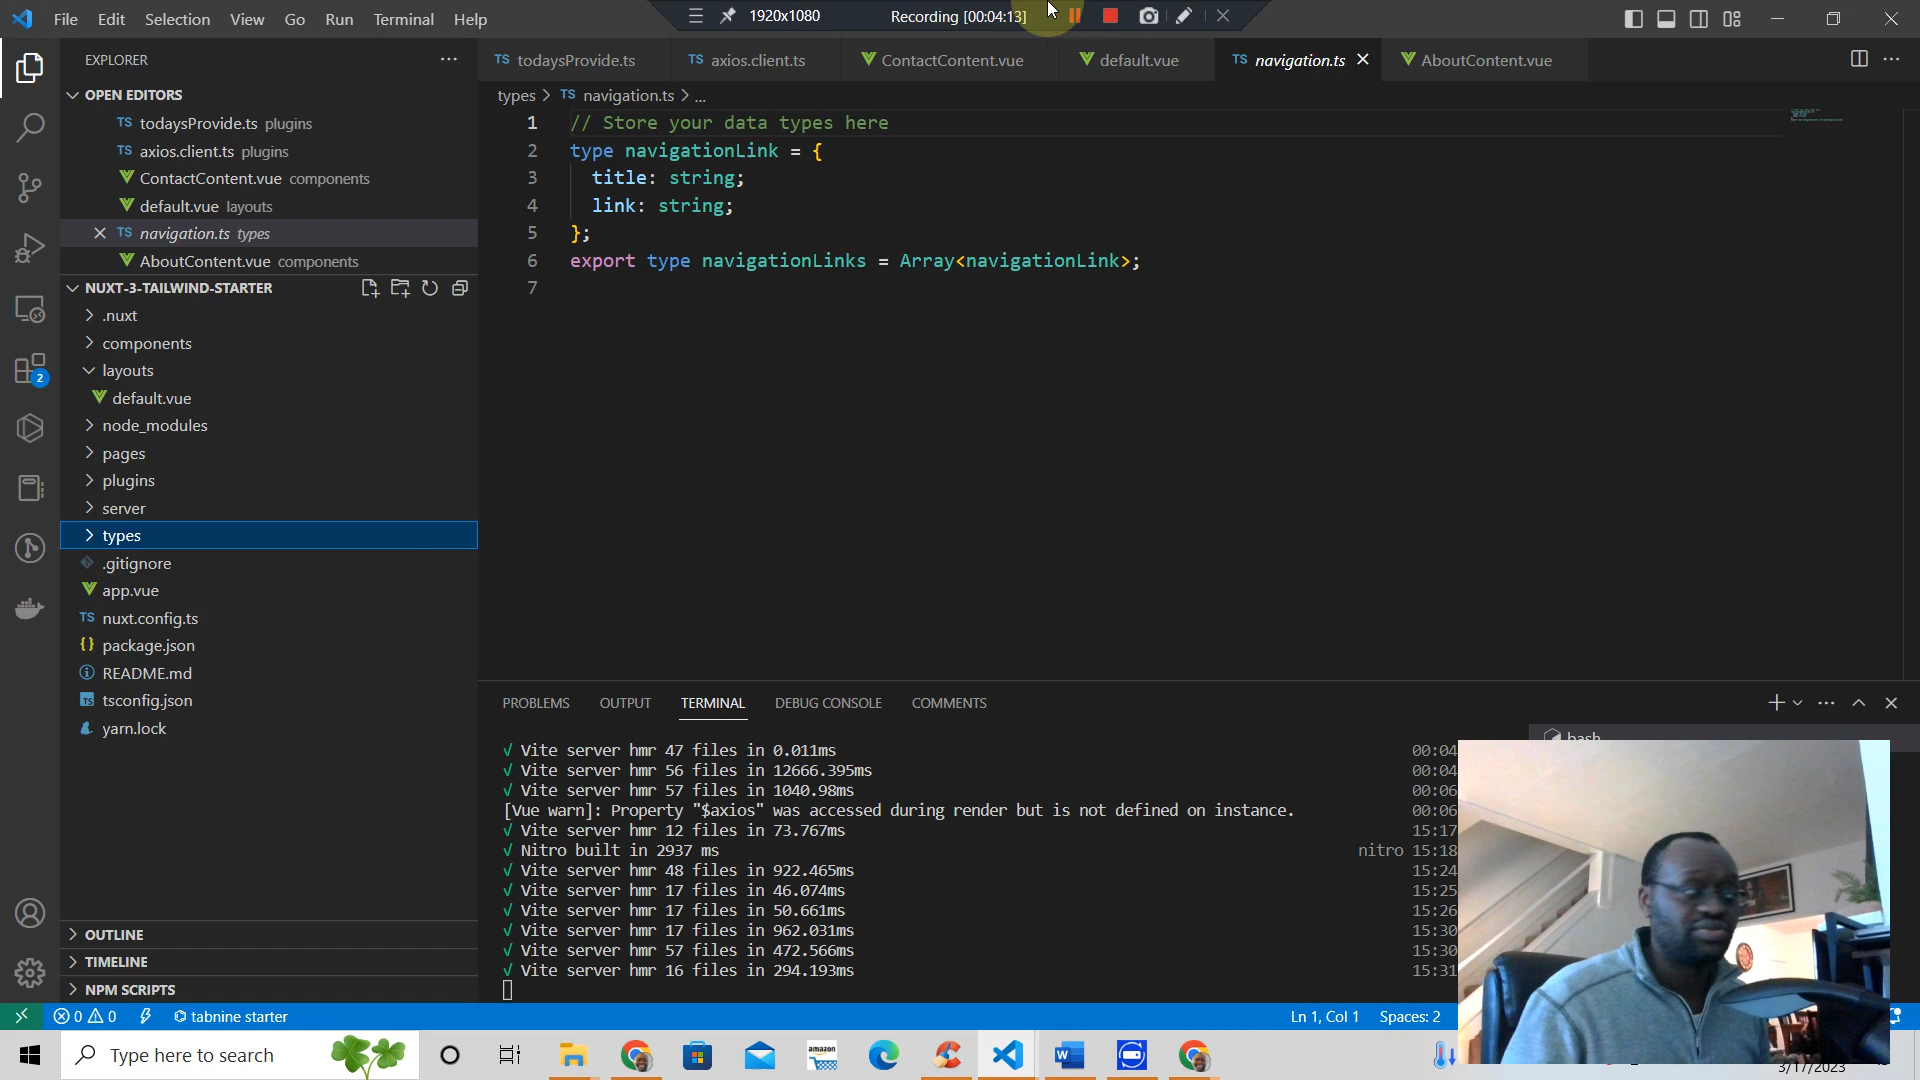 File Edit Selection View Go Run Terminal Help
1920x1080 Recording [00:04:13]
EXPLORER
OPEN EDITORS
TS todaysProvide.ts plugins
TS axios.client.ts plugins
ContactContent.vue components
default.vue layouts
TS navigation.ts types
AboutContent.vue components
NUXT-3-TAILWIND-STARTER
.nuxt
components
layouts
default.vue
node_modules
pages
plugins
server
types
.gitignore
app.vue
TS nuxt.config.ts
{} package.json
README.md
TS tsconfig.json
yarn.lock
OUTLINE
TIMELINE
NPM SCRIPTS
2
TS todaysProvide.ts TS axios.client.ts ContactContent.vue default.vue TS navigation.ts AboutContent.vue
types > TS navigation.ts > ...
1 // Store your data types here
2 type navigationLink = {
3 title: string;
4 link: string;
5 };
6 export type navigationLinks = Array<navigationLink>;
7
PROBLEMS OUTPUT TERMINAL DEBUG CONSOLE COMMENTS
bash
√ Vite server hmr 47 files in 0.011ms 00:04
√ Vite server hmr 56 files in 12666.395ms 00:04
√ Vite server hmr 57 files in 1040.98ms 00:06
[Vue warn]: Property "$axios" was accessed during render but is not defined on instance. 00:06
√ Vite server hmr 12 files in 73.767ms 15:17
√ Nitro built in 2937 ms nitro 15:18
√ Vite server hmr 48 files in 922.465ms 15:24
√ Vite server hmr 17 files in 46.074ms 15:25
√ Vite server hmr 17 files in 50.661ms 15:26
√ Vite server hmr 17 files in 962.031ms 15:30
√ Vite server hmr 57 files in 472.566ms 15:30
√ Vite server hmr 16 files in 294.193ms 15:31
0 0 tabnine starter Ln 1, Col 1 Spaces: 2
Type here to search
amazon
3/17/2023